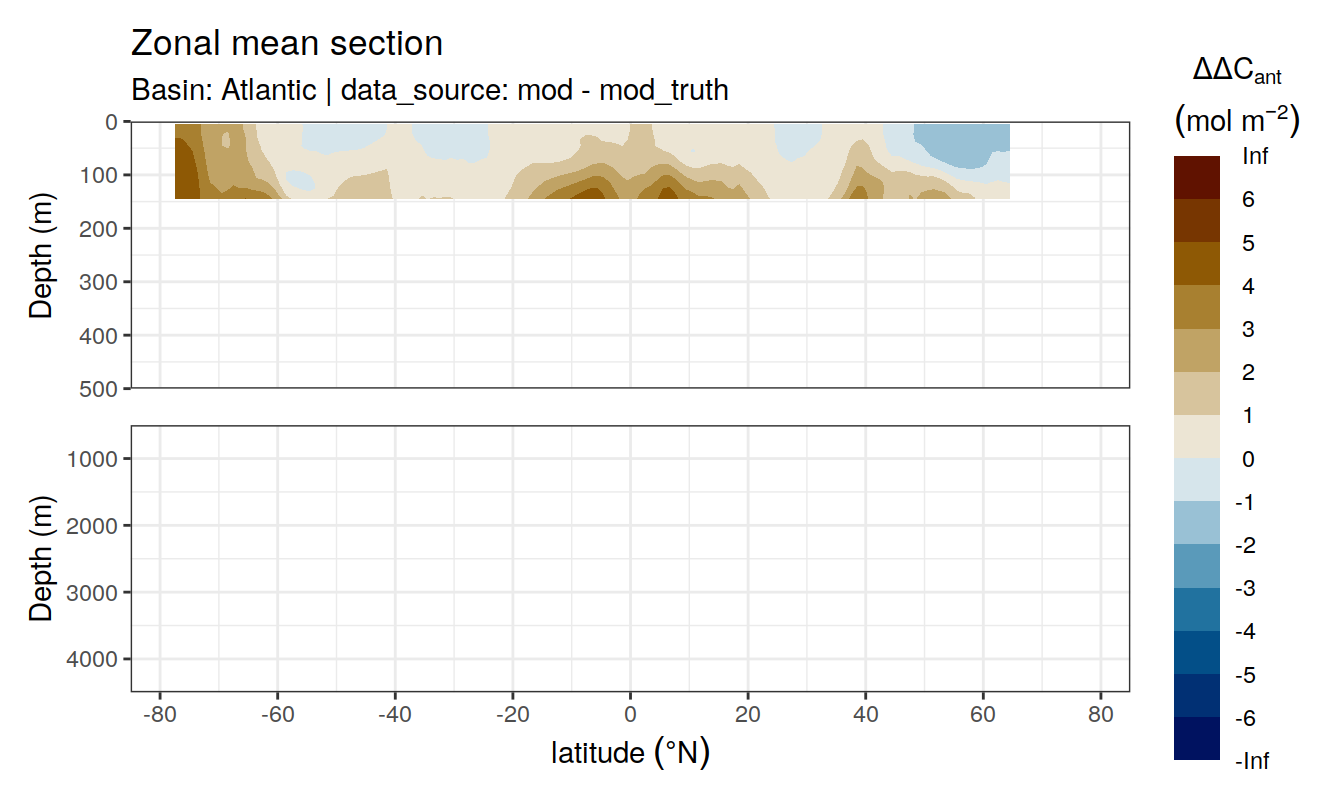 Zonal mean section
Basin: Atlantic | data_source: mod - mod_truth
ΔΔCant
(mol m−2)
Depth (m)
0
100
200
300
400
500
Depth (m)
1000
2000
3000
4000
-80 -60 -40 -20 0 20 40 60 80
latitude (°N)
Inf
6
5
4
3
2
1
0
-1
-2
-3
-4
-5
-6
-Inf